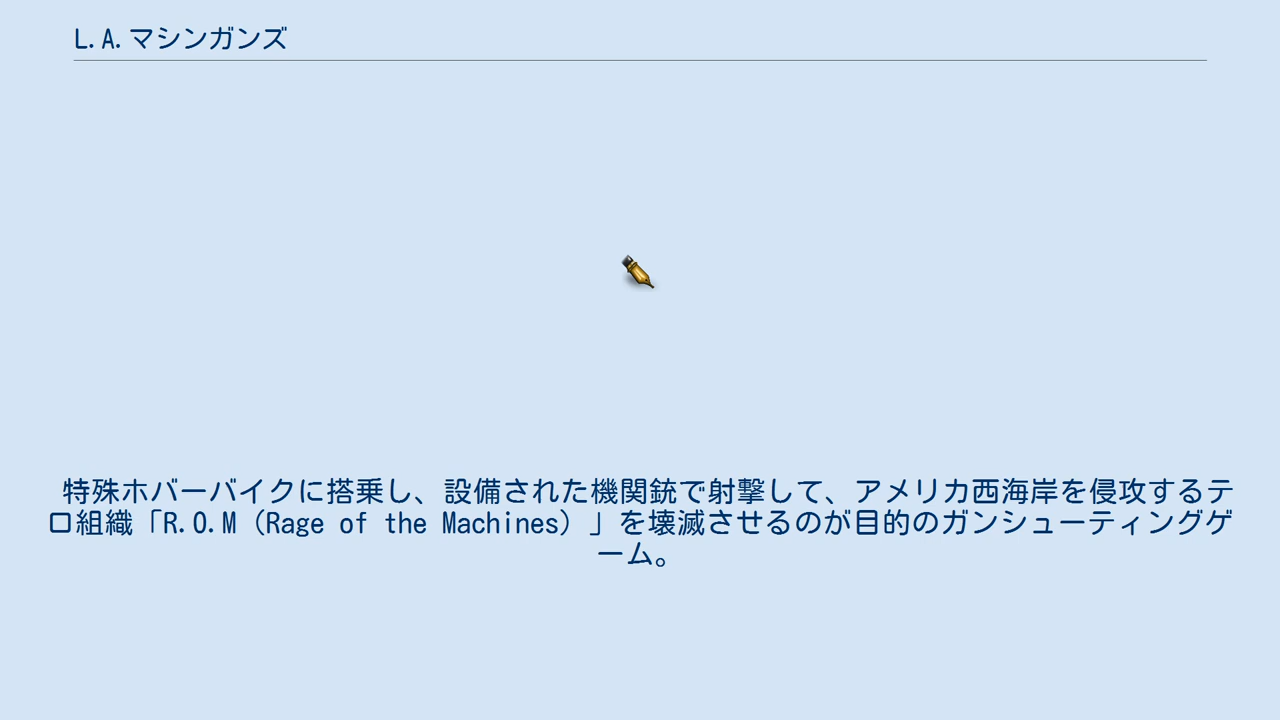 L.A.マシンガンズ
特殊ホバーバイクに搭乗し、設備された機関銃で射撃して、アメリカ西海岸を侵攻するテ
ロ組織「R.O.M（Rage of the Machines）」を壊滅させるのが目的のガンシューティングゲ
ーム。